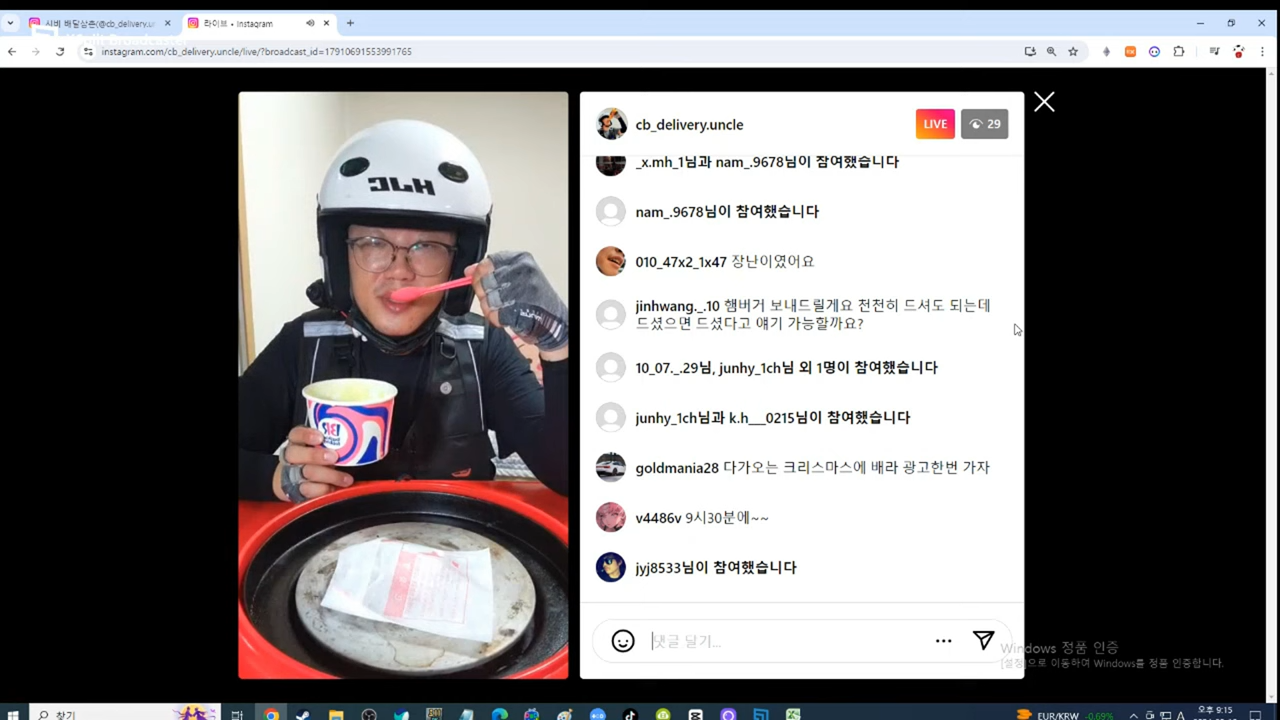 시비 배달삼촌(@cb_delivery.u
라이브 • Instagram
instagram.com/cb_delivery.uncle/live/?broadcast_id=17910691553991765
cb_delivery.uncle
LIVE
29
_x.mh_1님과 nam_.9678님이 참여했습니다
nam_.9678님이 참여했습니다
010_47x2_1x47 장난이였어요
jinhwang._.10 햄버거 보내드릴게요 천천히 드셔도 되는데
드셨으면 드셨다고 얘기 가능할까요?
10_07._.29님, junhy_1ch님 외 1명이 참여했습니다
junhy_1ch님과 k.h___0215님이 참여했습니다
goldmania28 다가오는 크리스마스에 배라 광고한번 가자
v4486v 9시30분에~~
jyj8533님이 참여했습니다
댓글 달기...
Windows 정품 인증
[설정]으로 이동하여 Windows를 정품 인증합니다.
찾기
EUR/KRW -0.69%
오후 9:15